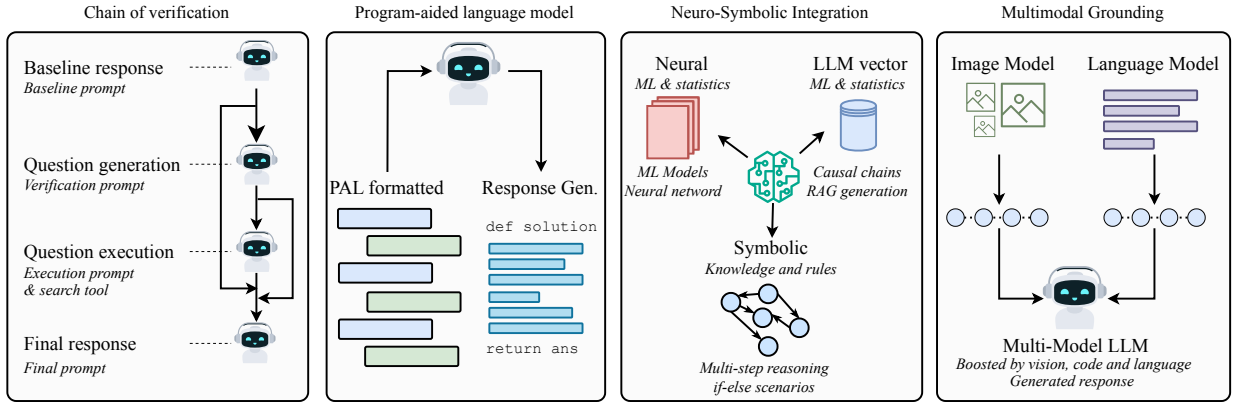 Chain of verification
Baseline response
Baseline prompt
Question generation
Verification prompt
Question execution
Execution prompt
& search tool
Final response
Final prompt
Program-aided language model
PAL formatted
Response Gen.
def solution
return ans
Neuro-Symbolic Integration
Neural
ML & statistics
ML Models
Neural netword
LLM vector
ML & statistics
Causal chains
RAG generation
Symbolic
Knowledge and rules
Multi-step reasoning
if-else scenarios
Multimodal Grounding
Image Model
Language Model
Multi-Model LLM
Boosted by vision, code and language
Generated response